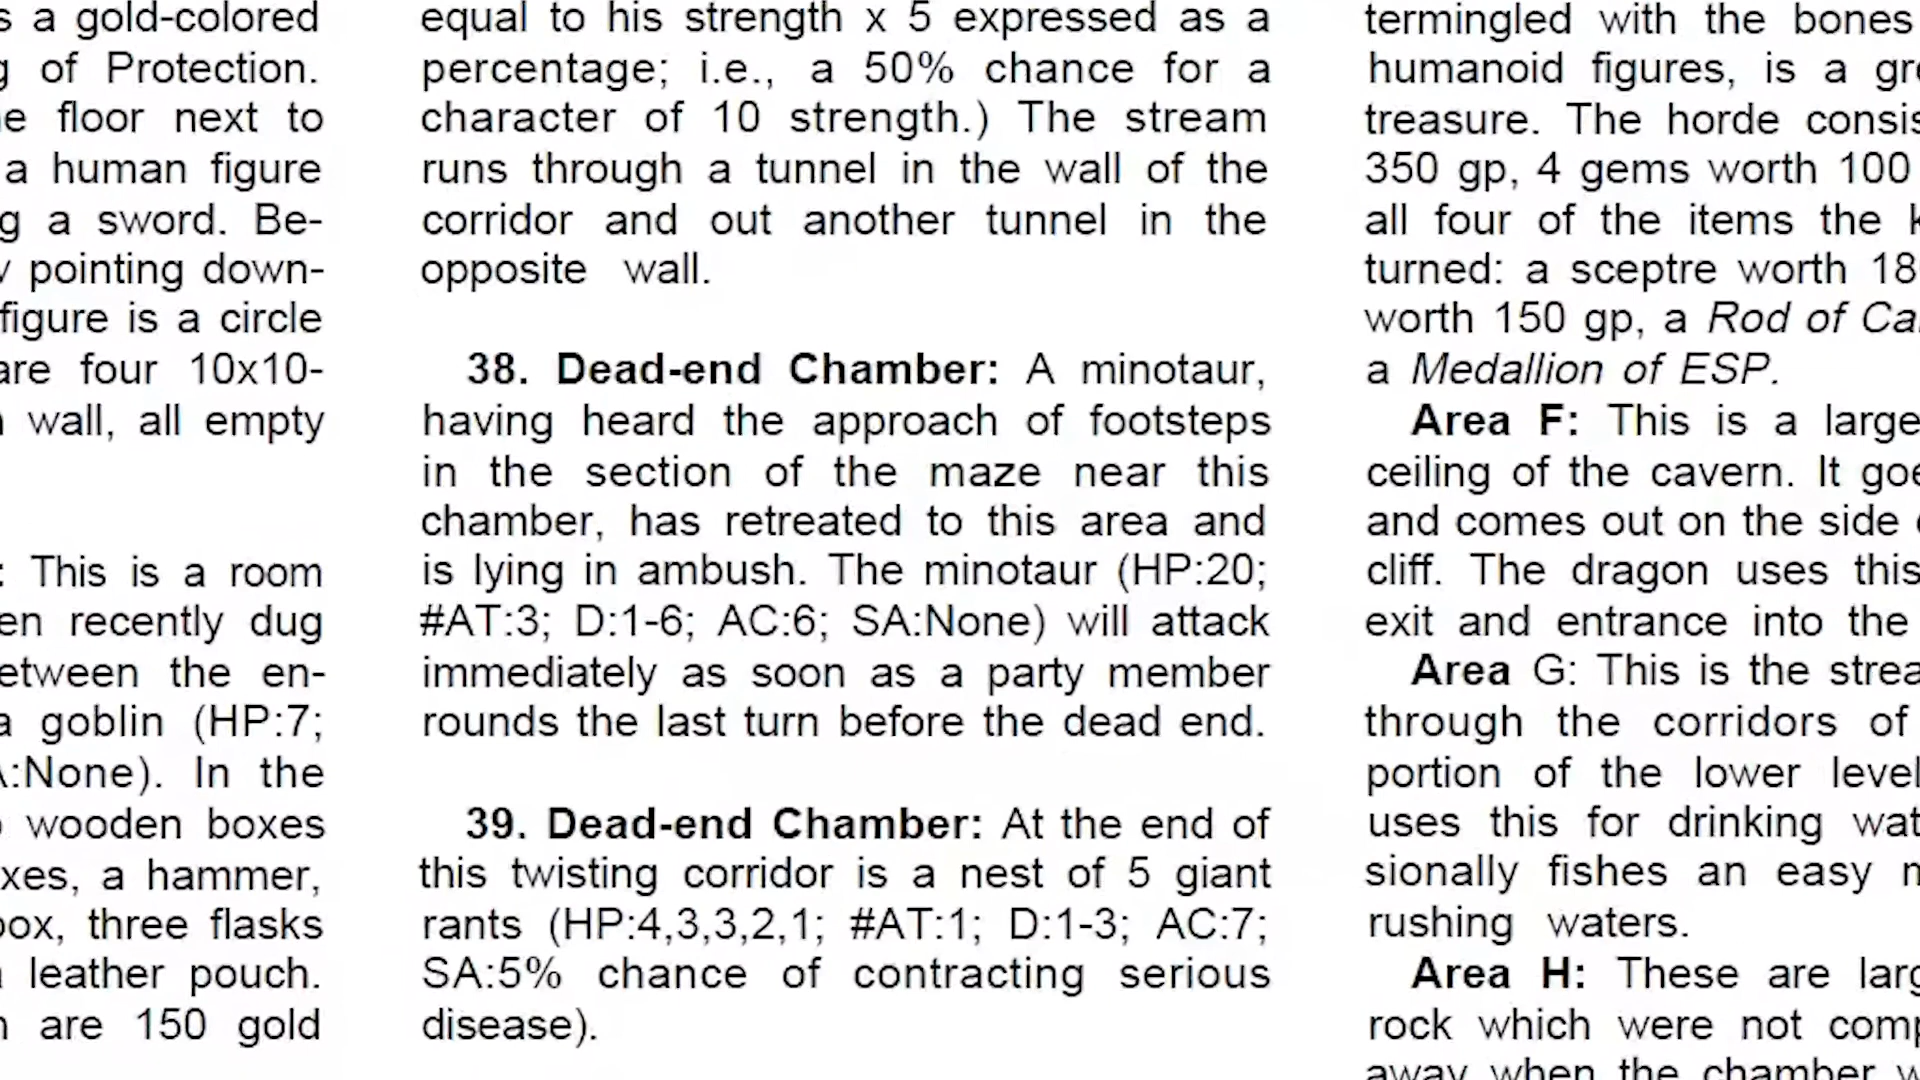 s a gold-colored
g of Protection.
e floor next to
a human figure
g a sword. Be-
y pointing down-
figure is a circle
are four 10x10-
wall, all empty
: This is a room
en recently dug
etween the en-
a goblin (HP:7;
A:None). In the
wooden boxes
xes, a hammer,
box, three flasks
leather pouch.
are 150 gold
equal to his strength x 5 expressed as a
percentage; i.e., a 50% chance for a
character of 10 strength.) The stream
runs through a tunnel in the wall of the
corridor and out another tunnel in the
opposite wall.
38. Dead-end Chamber: A minotaur,
having heard the approach of footsteps
in the section of the maze near this
chamber, has retreated to this area and
is lying in ambush. The minotaur (HP:20;
#AT:3; D:1-6; AC:6; SA:None) will attack
immediately as soon as a party member
rounds the last turn before the dead end.
39. Dead-end Chamber: At the end of
this twisting corridor is a nest of 5 giant
rants (HP:4,3,3,2,1; #AT:1; D:1-3; AC:7;
SA:5% chance of contracting serious
disease).
termingled with the bones
humanoid figures, is a gre
treasure. The horde consis
350 gp, 4 gems worth 100
all four of the items the k
turned: a sceptre worth 18
worth 150 gp, a Rod of Ca
a Medallion of ESP.
Area F: This is a large
ceiling of the cavern. It goe
and comes out on the side
cliff. The dragon uses this
exit and entrance into the
Area G: This is the strea
through the corridors of
portion of the lower level
uses this for drinking wat
sionally fishes an easy m
rushing waters.
Area H: These are larg
rock which were not comp
away when the chamber w